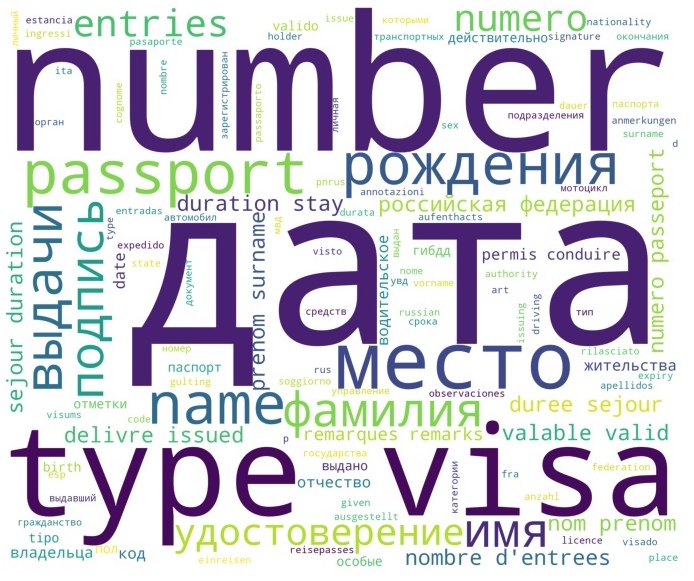 estancia
ingressi
личный
entries
pasaporte
valido
holder
issue
которыми
транспортных
numero
nationality
действительно
signature
окончания
number
ita
орган
cognome
nombre
зарегистрирован
passaporto
личная
sex
dauer
подразделения
паспорта
anmerkungen
surname
d
passport
pnrus
рождения
annotazioni
мотоцикл
duration stay
российская федерация
выдачи
подпись
type
entradas
автомобил
мвд
durata
aufenthacts
sejour duration
date
expedido
state
документ
prenom surname
visto
водительское
выдан
гибдд
permis conduire
numero passeport
дата
средств
nome
увд
vorname
authority
art
russian
срока
issuing
driving
тип
номер
паспорт
gulting
rus
soggiorno
управление
место
rilasciato
жительства
expiry
apellidos
observaciones
отметки
visums
code
name
фамилия
duree sejour
delivre issued
p
remarques remarks
valable valid
type visa
birth
esp
выдавший
государства
выдано
отчество
given
ausgestellt
категории
fra
anzahl
federation
гражданство
tipo
владельца
пол
код
удостоверение
имя
einreisen
reisepasses
особые
licence
nom prenom
visado
nombre d'entrees
place